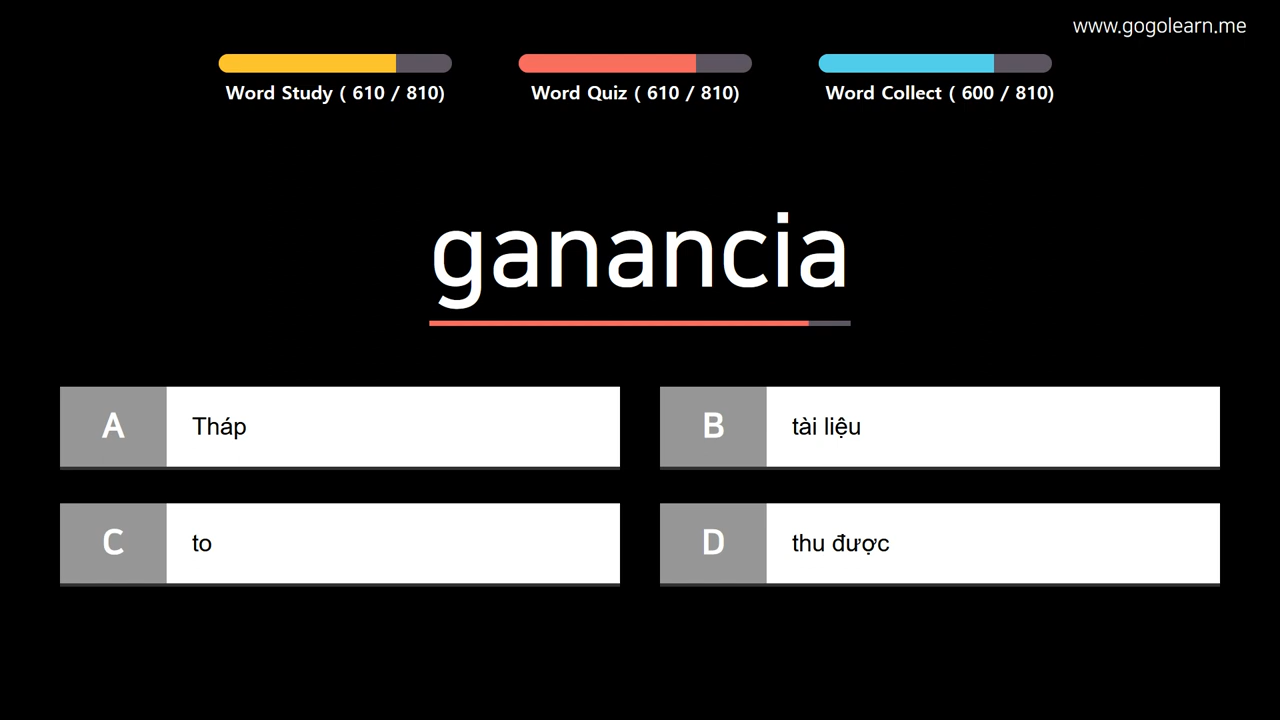 www.gogolearn.me
Word Study ( 610 / 810)
Word Quiz ( 610 / 810)
Word Collect ( 600 / 810)
ganancia
A
Tháp
B
tài liệu
C
to
D
thu được